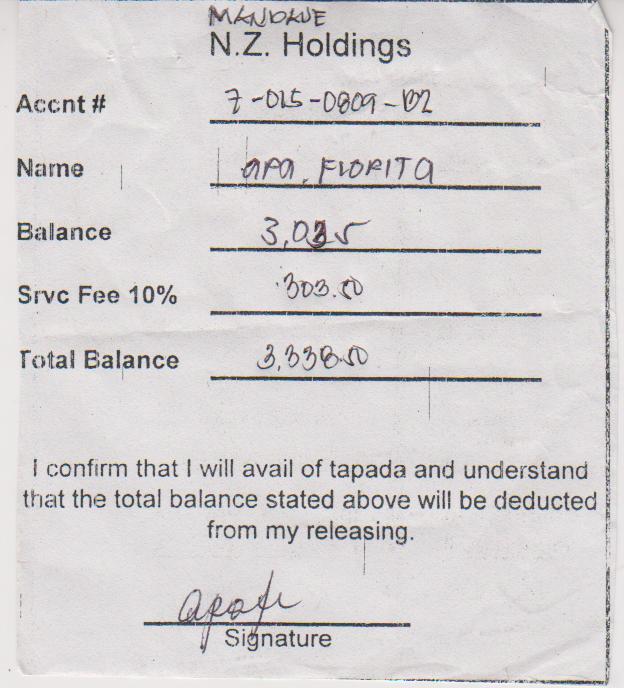 MANDAUE
N.Z. Holdings
Accnt # 7-015-0809-02
Name apa, FLORITA
Balance 3,035
Srvc Fee 10% 303.50
Total Balance 3,338.50
I confirm that I will avail of tapada and understand
that the total balance stated above will be deducted
from my releasing.
Signature